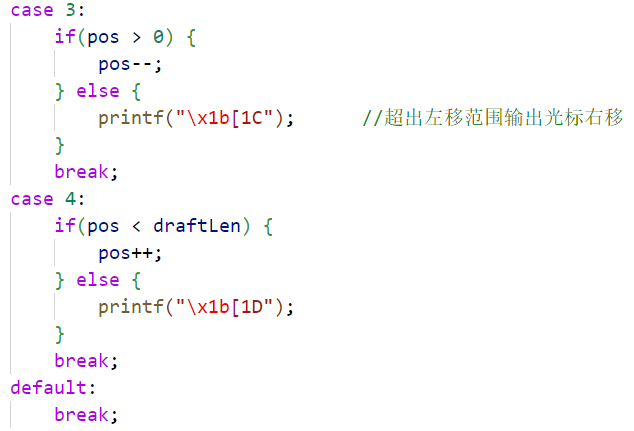 case 3:
    if(pos > 0) {
        pos--;
    } else {
        printf("\x1b[1C");      //超出左移范围输出光标右移
    }
    break;
case 4:
    if(pos < draftLen) {
        pos++;
    } else {
        printf("\x1b[1D");
    }
    break;
default:
    break;